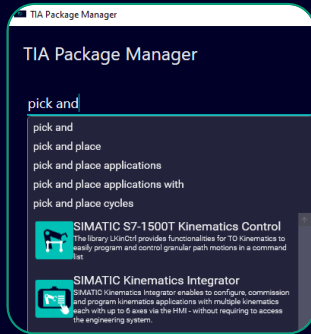 TIA Package Manager
TIA Package Manager
pick and
pick and
pick and place
pick and place applications
pick and place applications with
pick and place cycles
SIMATIC S7-1500T Kinematics Control
The library LKinCtrl provides functionalities for TO Kinematics to
easily program and control granular path motions in a command
list
SIMATIC Kinematics Integrator
SIMATIC Kinematics Integrator enables to configure, commission
and program kinematics applications with multiple kinematics
each with up to 6 axes via the HMI - without requiring to access
the engineering system.